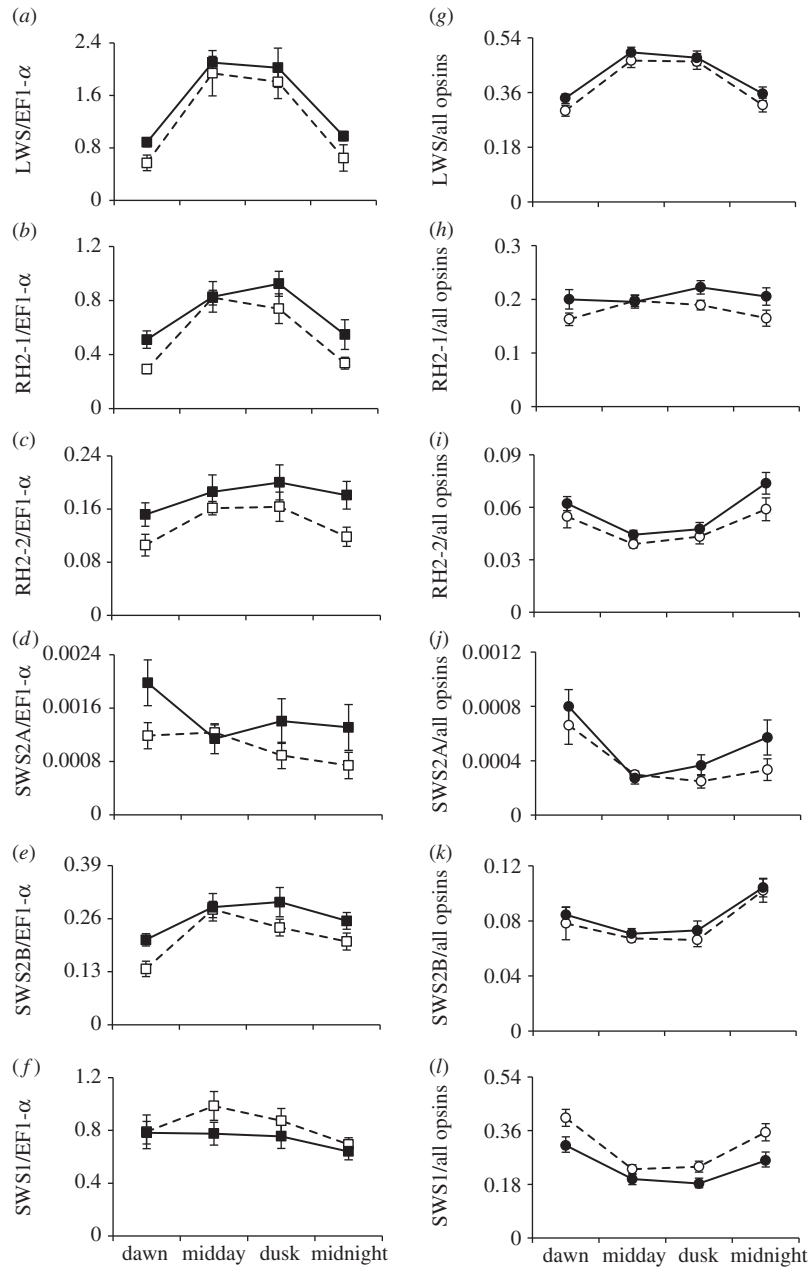 (a)
LWS/EF1-α
2.4
1.6
0.8
0
(b)
RH2-1/EF1-α
1.2
0.8
0.4
0
(c)
RH2-2/EF1-α
0.24
0.16
0.08
0
(d)
SWS2A/EF1-α
0.0024
0.0016
0.0008
0
(e)
SWS2B/EF1-α
0.39
0.26
0.13
0
(f)
SWS1/EF1-α
1.2
0.8
0.4
0
dawn midday dusk midnight
(g)
LWS/all opsins
0.54
0.36
0.18
0
(h)
RH2-1/all opsins
0.3
0.2
0.1
0
(i)
RH2-2/all opsins
0.09
0.06
0.03
0
(j)
SWS2A/all opsins
0.0012
0.0008
0.0004
0
(k)
SWS2B/all opsins
0.12
0.08
0.04
0
(l)
SWS1/all opsins
0.54
0.36
0.18
0
dawn midday dusk midnight